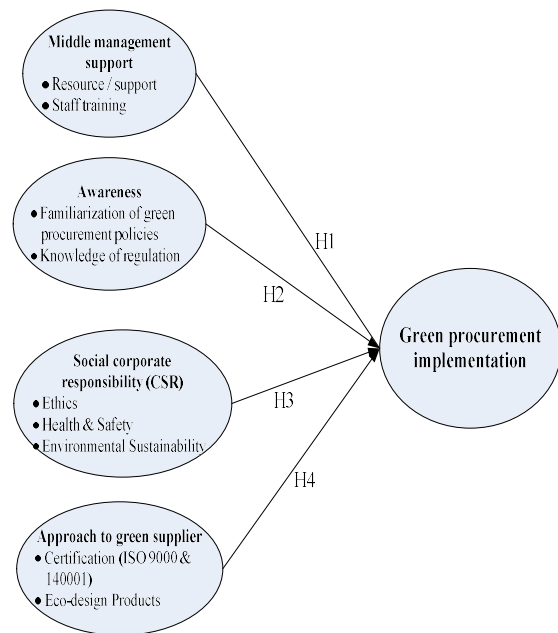 Middle management
support
● Resource / support
● Staff training
Awareness
● Familiarization of green
procurement policies
● Knowledge of regulation
Social corporate
responsibility (CSR)
● Ethics
● Health & Safety
● Environmental Sustainability
Approach to green supplier
● Certification (ISO 9000 &
140001)
● Eco-design Products
H1
H2
H3
H4
Green procurement
implementation